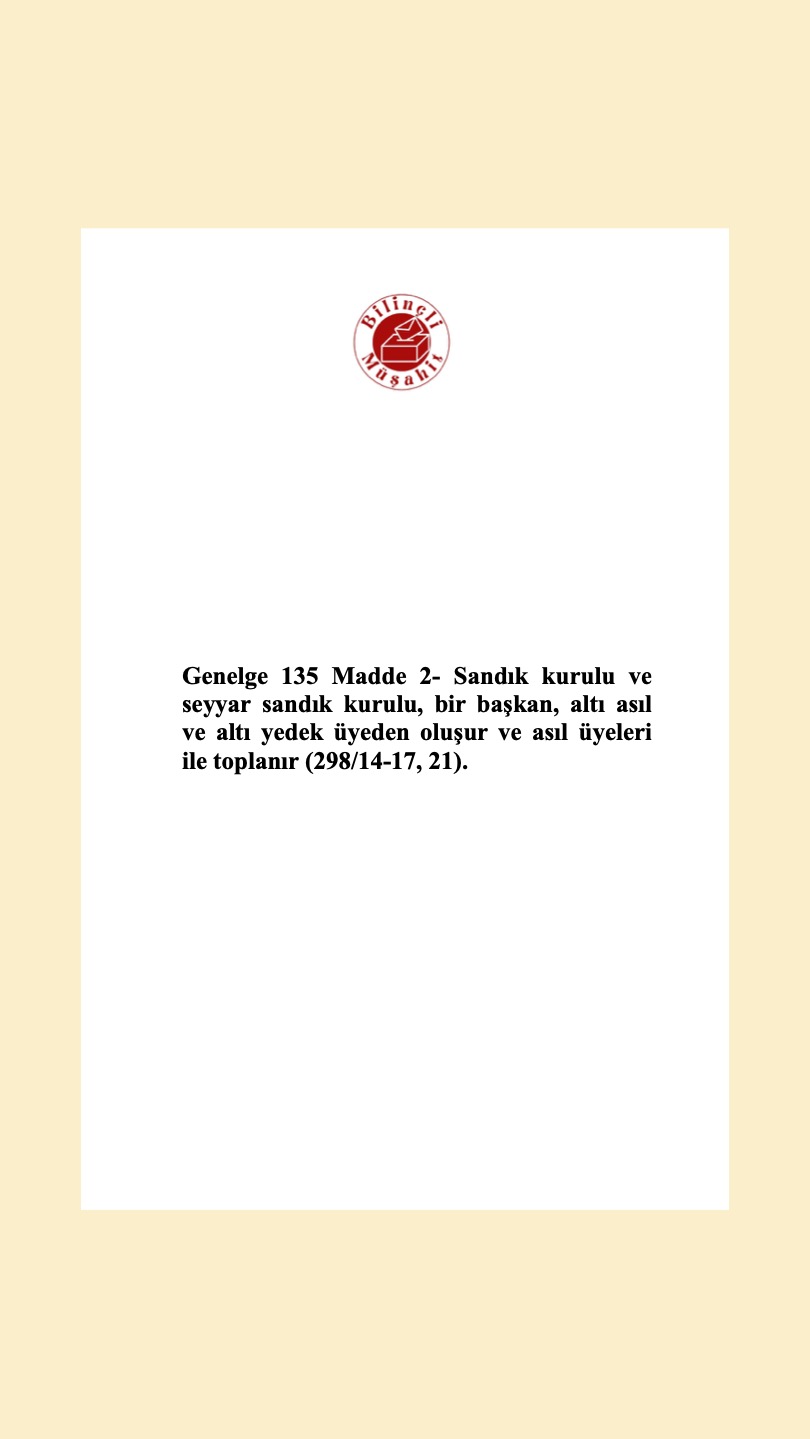 Bilinçli
Müşahit
Genelge 135 Madde 2- Sandık kurulu ve
seyyar sandık kurulu, bir başkan, altı asıl
ve altı yedek üyeden oluşur ve asıl üyeleri
ile toplanır (298/14-17, 21).